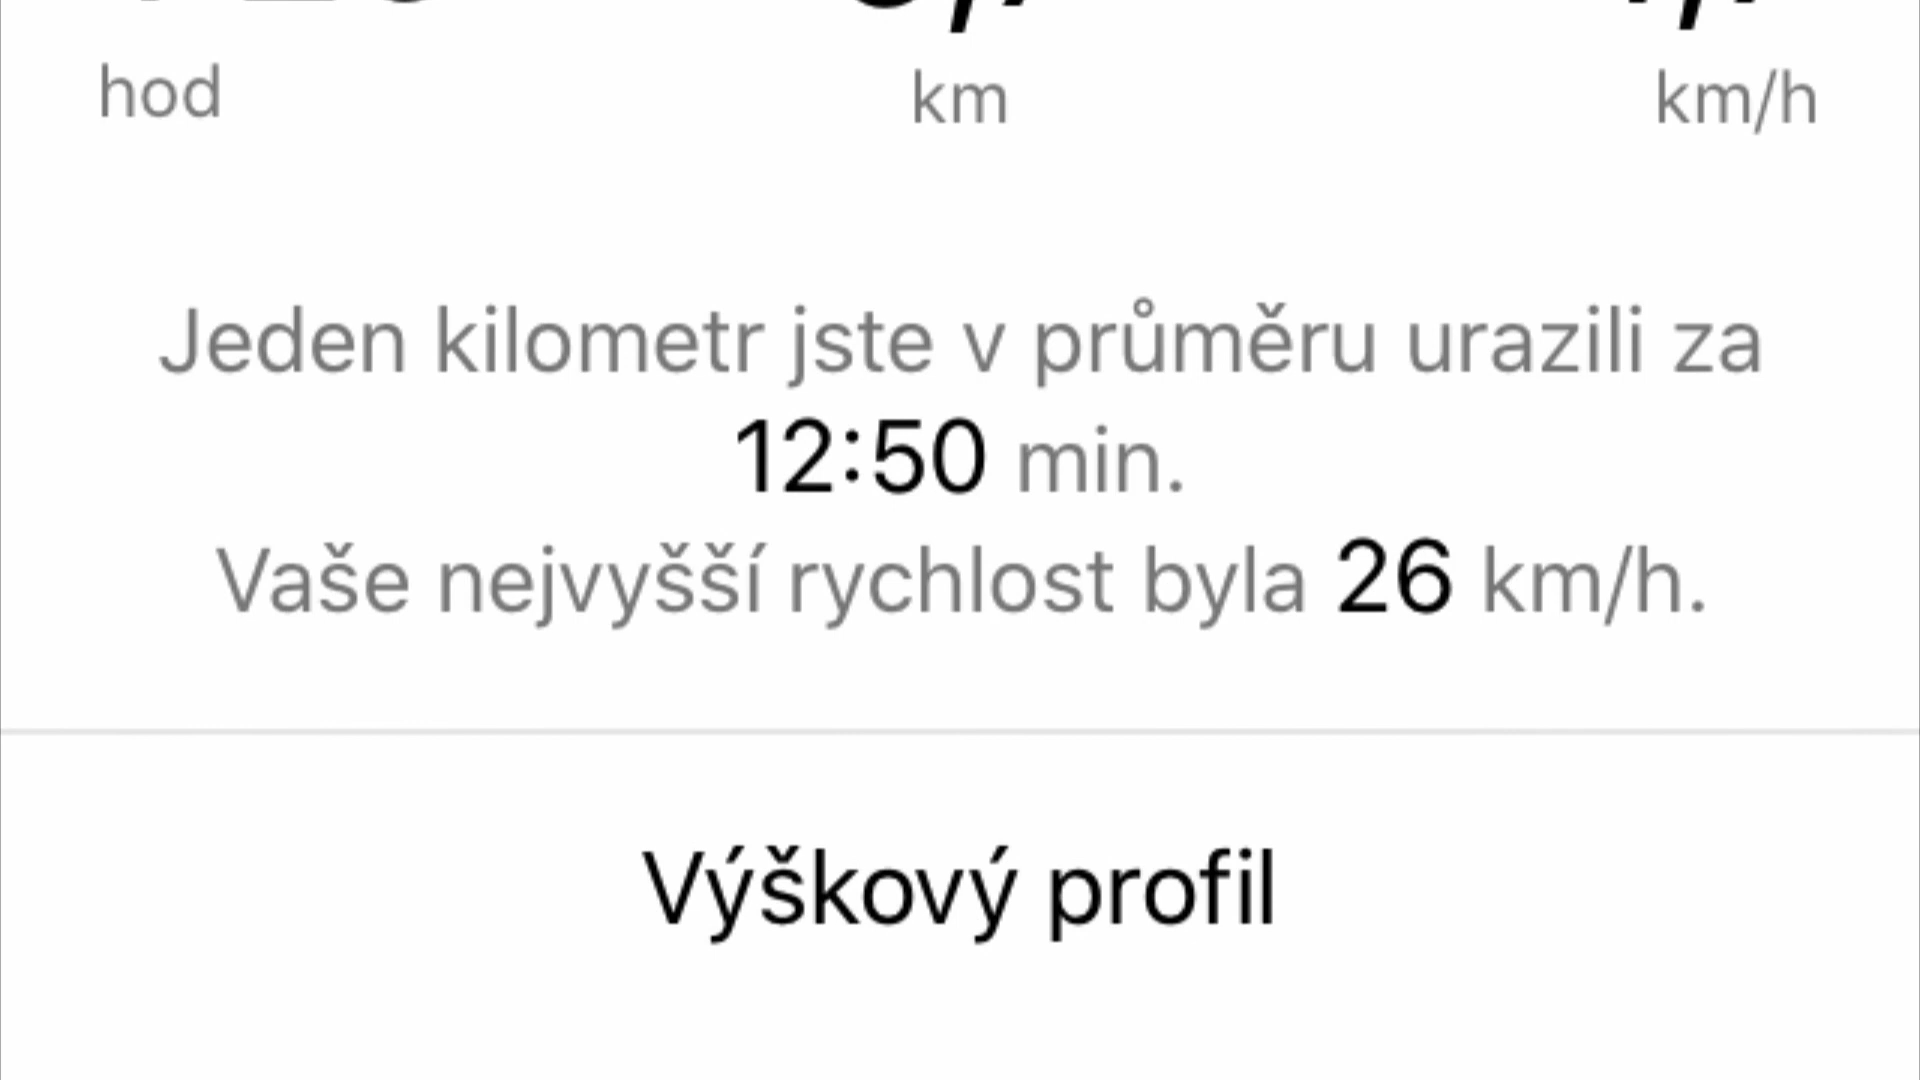 hod km km/h
Jeden kilometr jste v průměru urazili za
12:50 min.
Vaše nejvyšší rychlost byla 26 km/h.
Výškový profil